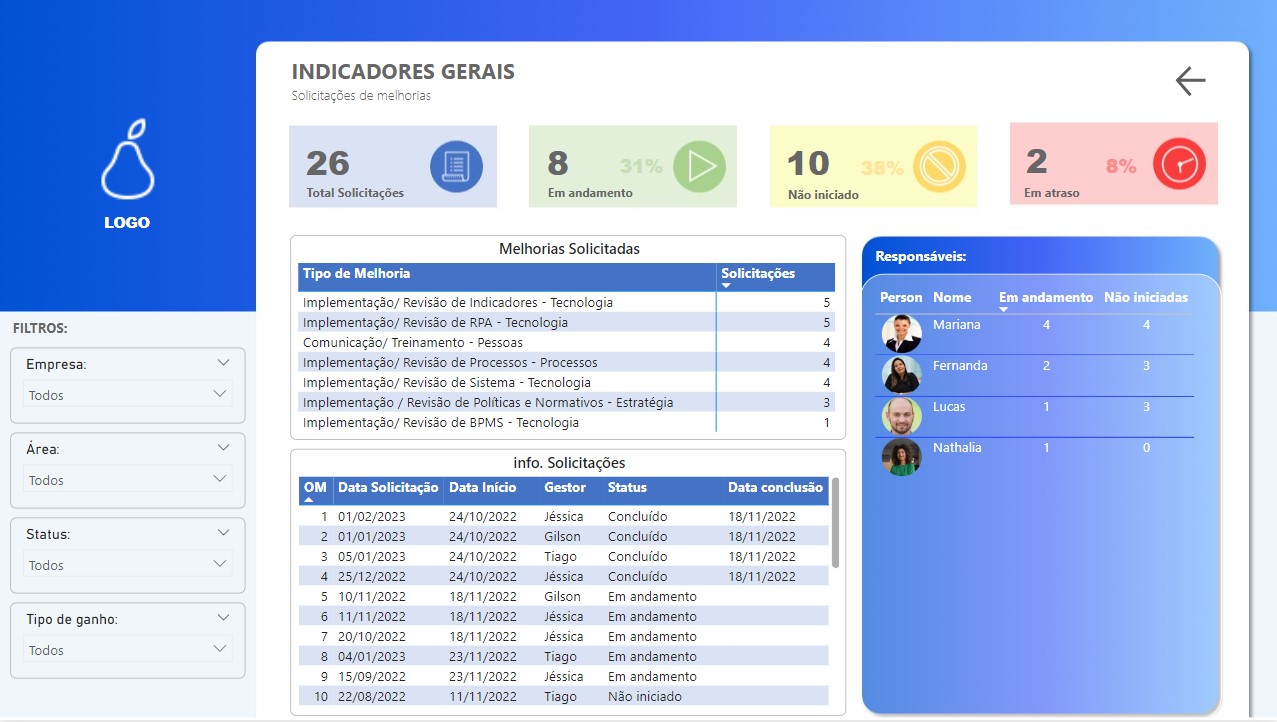 INDICADORES GERAIS
Solicitações de melhorias
26
Total Solicitações
8 31%
Em andamento
10 38%
Não iniciado
2 8%
Em atraso
LOGO
FILTROS:
Empresa:
Todos
Área:
Todos
Status:
Todos
Tipo de ganho:
Todos
Melhorias Solicitadas
Tipo de Melhoria Solicitações
Implementação/ Revisão de Indicadores - Tecnologia 5
Implementação/ Revisão de RPA - Tecnologia 5
Comunicação/ Treinamento - Pessoas 4
Implementação/ Revisão de Processos - Processos 4
Implementação/ Revisão de Sistema - Tecnologia 4
Implementação / Revisão de Políticas e Normativos - Estratégia 3
Implementação/ Revisão de BPMS - Tecnologia 1
info. Solicitações
OM Data Solicitação Data Início Gestor Status Data conclusão
1 01/02/2023 24/10/2022 Jéssica Concluído 18/11/2022
2 01/01/2023 24/10/2022 Gilson Concluído 18/11/2022
3 05/01/2023 24/10/2022 Tiago Concluído 18/11/2022
4 25/12/2022 24/10/2022 Jéssica Concluído 18/11/2022
5 10/11/2022 18/11/2022 Gilson Em andamento
6 11/11/2022 18/11/2022 Jéssica Em andamento
7 20/10/2022 18/11/2022 Jéssica Em andamento
8 04/01/2023 23/11/2022 Tiago Em andamento
9 15/09/2022 23/11/2022 Jéssica Em andamento
10 22/08/2022 11/11/2022 Tiago Não iniciado
Responsáveis:
Person Nome Em andamento Não iniciadas
Mariana 4 4
Fernanda 2 3
Lucas 1 3
Nathalia 1 0